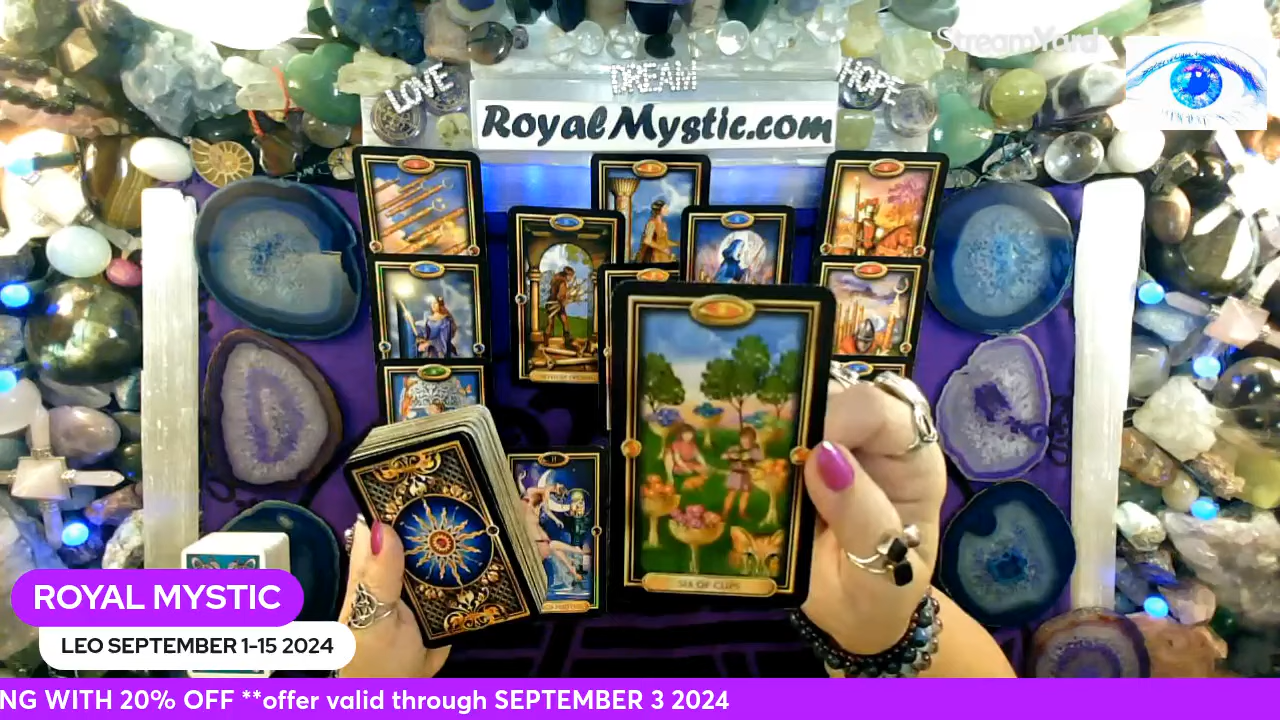 StreamYard
LOVE
DREAM
HOPE
RoyalMystic.com
SIX OF CUPS
II
ROYAL MYSTIC
LEO SEPTEMBER 1-15 2024
NG WITH 20% OFF **offer valid through SEPTEMBER 3 2024